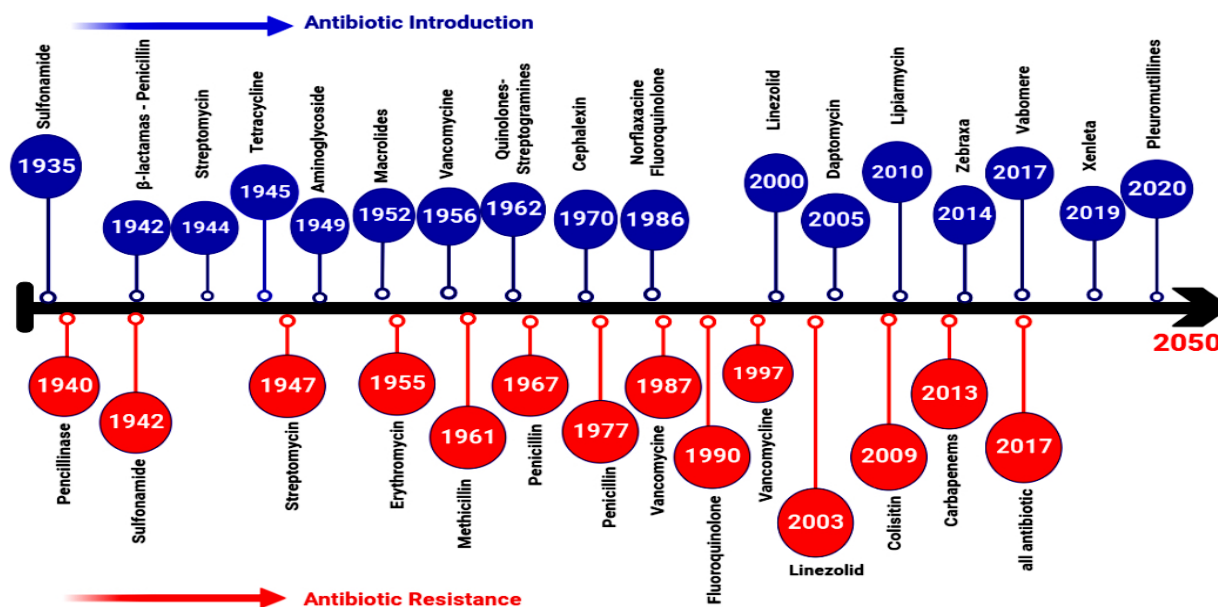 Antibiotic Introduction
Sulfonamide
β-lactamas - Penicillin
Streptomycin
Tetracycline
Aminoglycoside
Macrolides
Vancomycine
Quinolones-
Streptogramines
Cephalexin
Norflaxacine
Fluoroquinolone
Linezolid
Daptomycin
Lipiarmycin
Zebraxa
Vabomere
Xenleta
Pleuromutillines
1935
1942
1944
1945
1949
1952
1956
1962
1970
1986
2000
2005
2010
2014
2017
2019
2020
2050
1940
1942
1947
1955
1961
1967
1977
1987
1990
1997
2003
2009
2013
2017
Pencillinase
Sulfonamide
Streptomycin
Erythromycin
Methicillin
Penicillin
Penicillin
Vancomycine
Fluoroquinolone
Vancomycline
Linezolid
Colisitin
Carbapenems
all antibiotic
Antibiotic Resistance